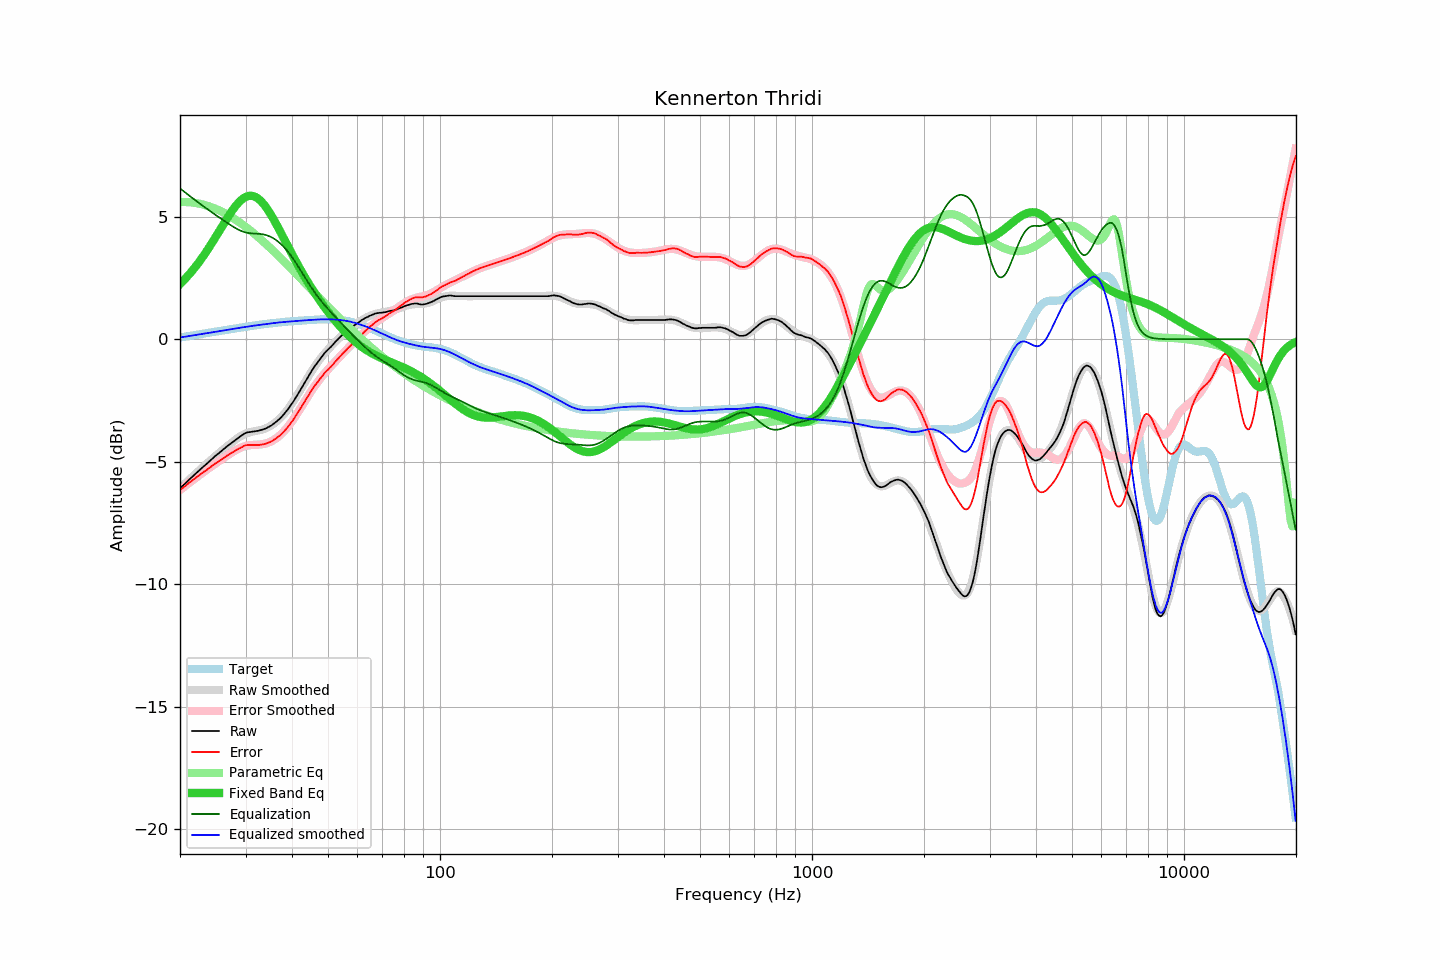 Kennerton Thridi
Amplitude (dBr)
5
0
−5
−10
−15
−20
Target
Raw Smoothed
Error Smoothed
Raw
Error
Parametric Eq
Fixed Band Eq
Equalization
Equalized smoothed
100
1000
10000
Frequency (Hz)